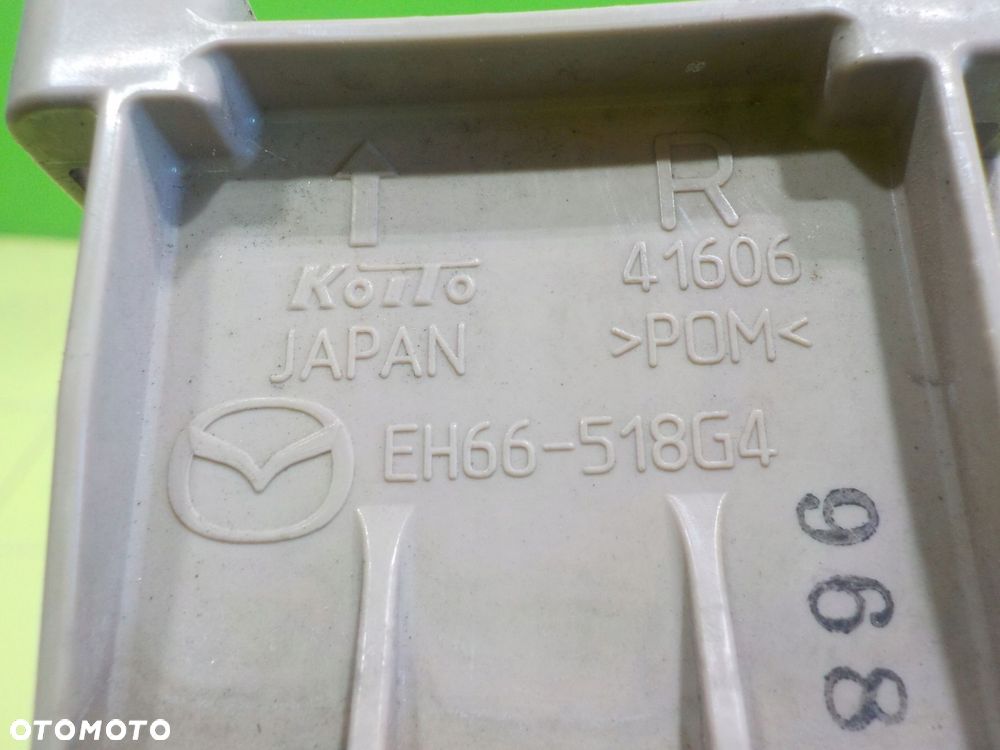 R
KOITO
41606
JAPAN
>POM<
EH66-518G4
896
OTOMOTO